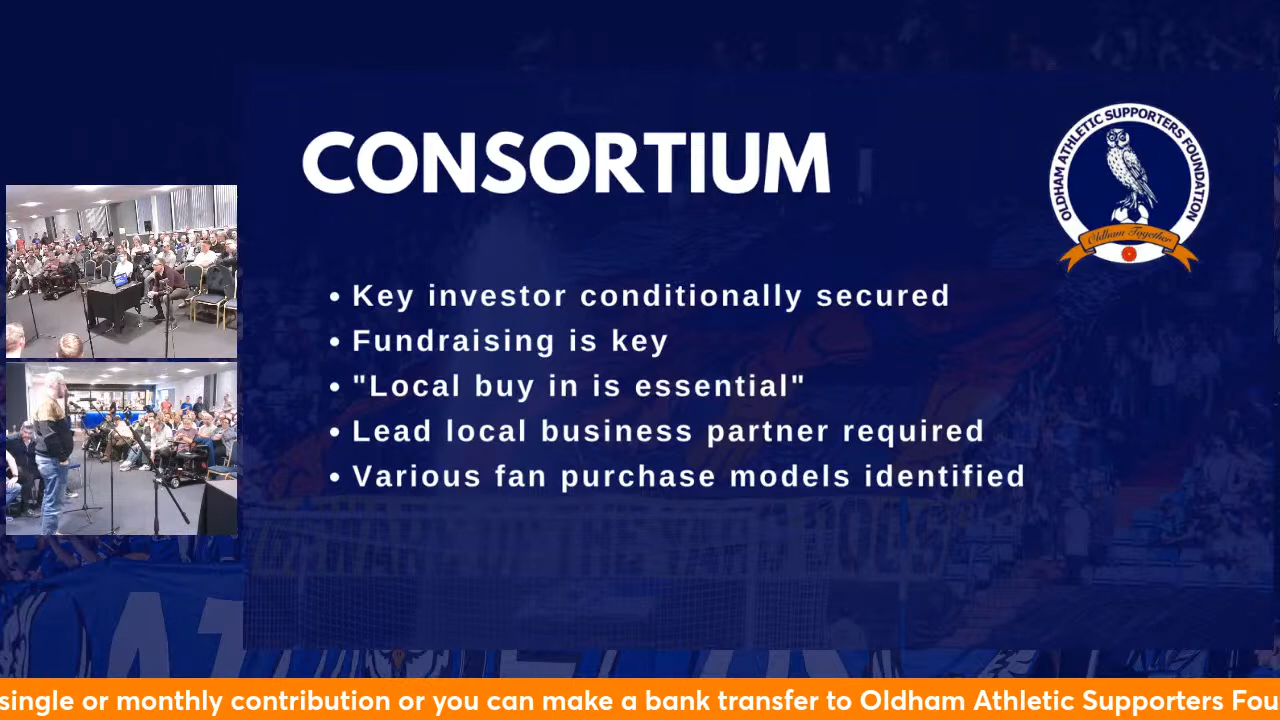 CONSORTIUM
OLDHAM ATHLETIC SUPPORTERS FOUNDATION
Oldham Together
• Key investor conditionally secured
• Fundraising is key
• "Local buy in is essential"
• Lead local business partner required
• Various fan purchase models identified
single or monthly contribution or you can make a bank transfer to Oldham Athletic Supporters Fou